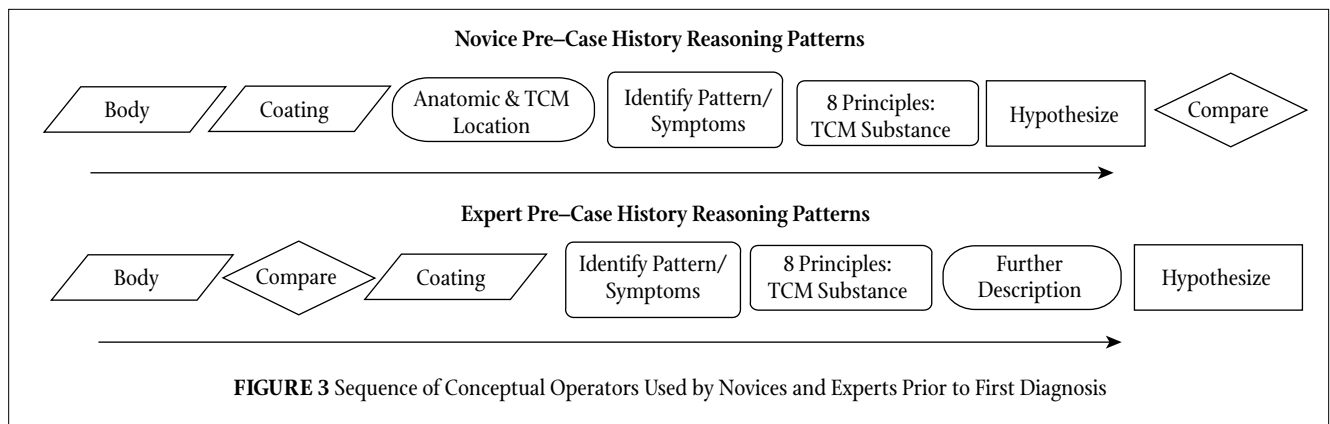 Novice Pre–Case History Reasoning Patterns
Body
Coating
Anatomic & TCM
Location
Identify Pattern/
Symptoms
8 Principles:
TCM Substance
Hypothesize
Compare
Expert Pre–Case History Reasoning Patterns
Body
Compare
Coating
Identify Pattern/
Symptoms
8 Principles:
TCM Substance
Further
Description
Hypothesize
FIGURE 3 Sequence of Conceptual Operators Used by Novices and Experts Prior to First Diagnosis